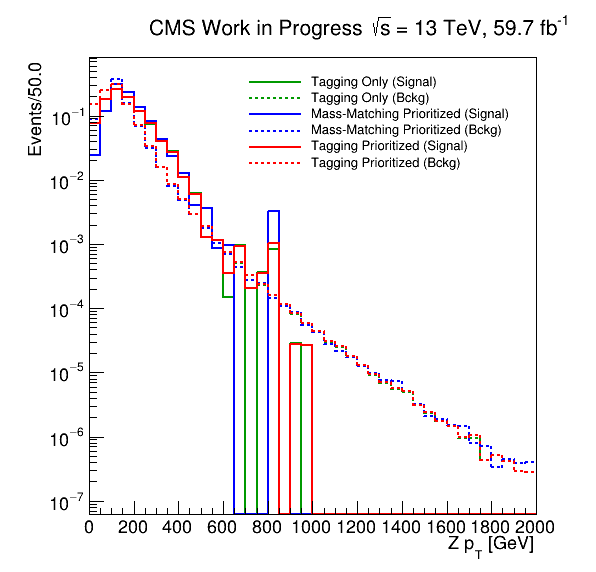 CMS Work in Progress √s = 13 TeV, 59.7 fb⁻¹
Events/50.0
Tagging Only (Signal)
Tagging Only (Bckg)
Mass-Matching Prioritized (Signal)
Mass-Matching Prioritized (Bckg)
Tagging Prioritized (Signal)
Tagging Prioritized (Bckg)
10⁻¹
10⁻²
10⁻³
10⁻⁴
10⁻⁵
10⁻⁶
10⁻⁷
0 200 400 600 800 1000 1200 1400 1600 1800 2000
Z p_T [GeV]